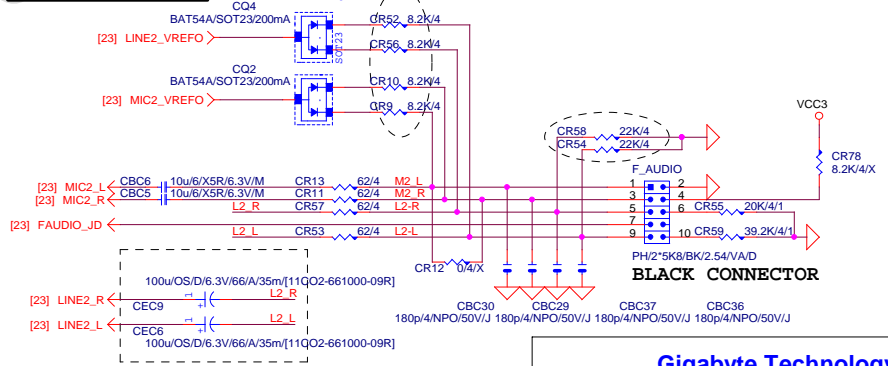 CQ4
BAT54A/SOT23/200mA
[23] LINE2_VREFO
SOT23
CR52 8.2K/4
CR56 8.2K/4
CQ2
BAT54A/SOT23/200mA
[23] MIC2_VREFO
CR10 8.2K/4
CR9 8.2K/4
VCC3
CR58 22K/4
CR54 22K/4
CR78
8.2K/4/X
F_AUDIO
[23] MIC2_L CBC6 10u/6/X5R/6.3V/M CR13 62/4 M2_L 1 2
[23] MIC2_R CBC5 10u/6/X5R/6.3V/M CR11 62/4 M2_R 3 4
L2_R CR57 62/4 L2-R 5 6 CR55 20K/4/1
[23] FAUDIO_JD 7
L2_L CR53 62/4 L2-L 9 10 CR59 39.2K/4/1
PH/2*5K8/BK/2.54/VA/D
BLACK CONNECTOR
CR12 0/4/X
100u/OS/D/6.3V/66/A/35m/[11CO2-661000-09R]
[23] LINE2_R CEC9 1 + L2_R
[23] LINE2_L CEC6 1 + L2_L
100u/OS/D/6.3V/66/A/35m/[11CO2-661000-09R]
CBC30 CBC29 CBC37 CBC36
180p/4/NPO/50V/J 180p/4/NPO/50V/J 180p/4/NPO/50V/J 180p/4/NPO/50V/J
Gigabyte Technology